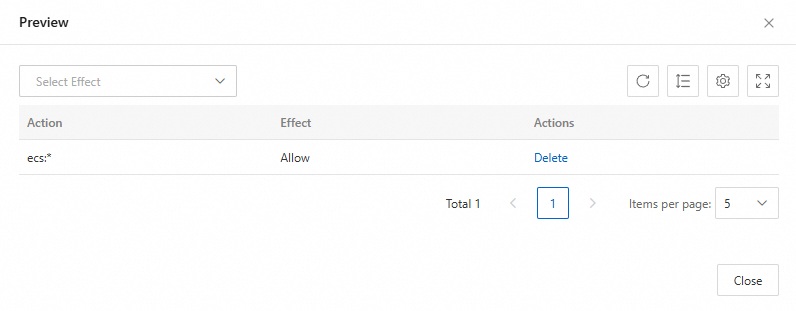 Preview
Select Effect
Action Effect Actions
ecs:* Allow Delete
Total 1 1 Items per page: 5
Close